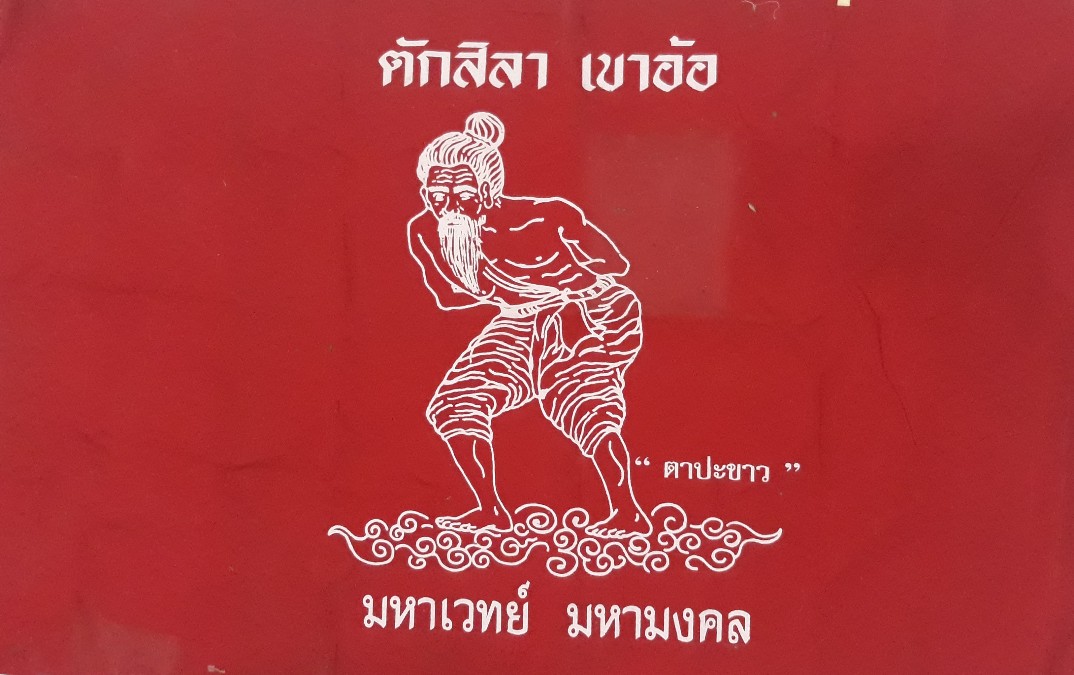 ตักสิลา เขาอ้อ
“ ตาปะขาว ”
มหาเวทย์ มหามงคล